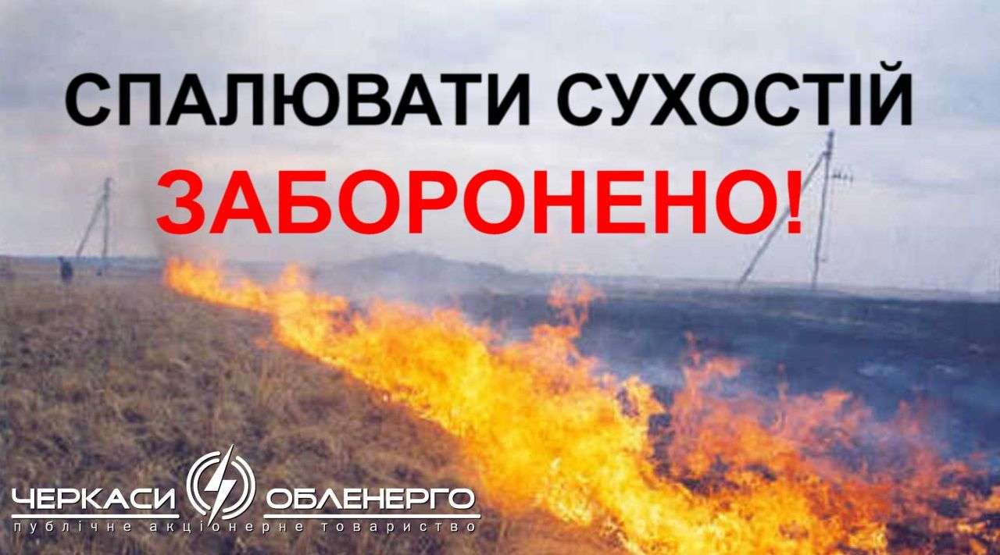 СПАЛЮВАТИ СУХОСТІЙ
ЗАБОРОНЕНО!
ЧЕРКАСИ ОБЛЕНЕРГО
публічне акціонерне товариство